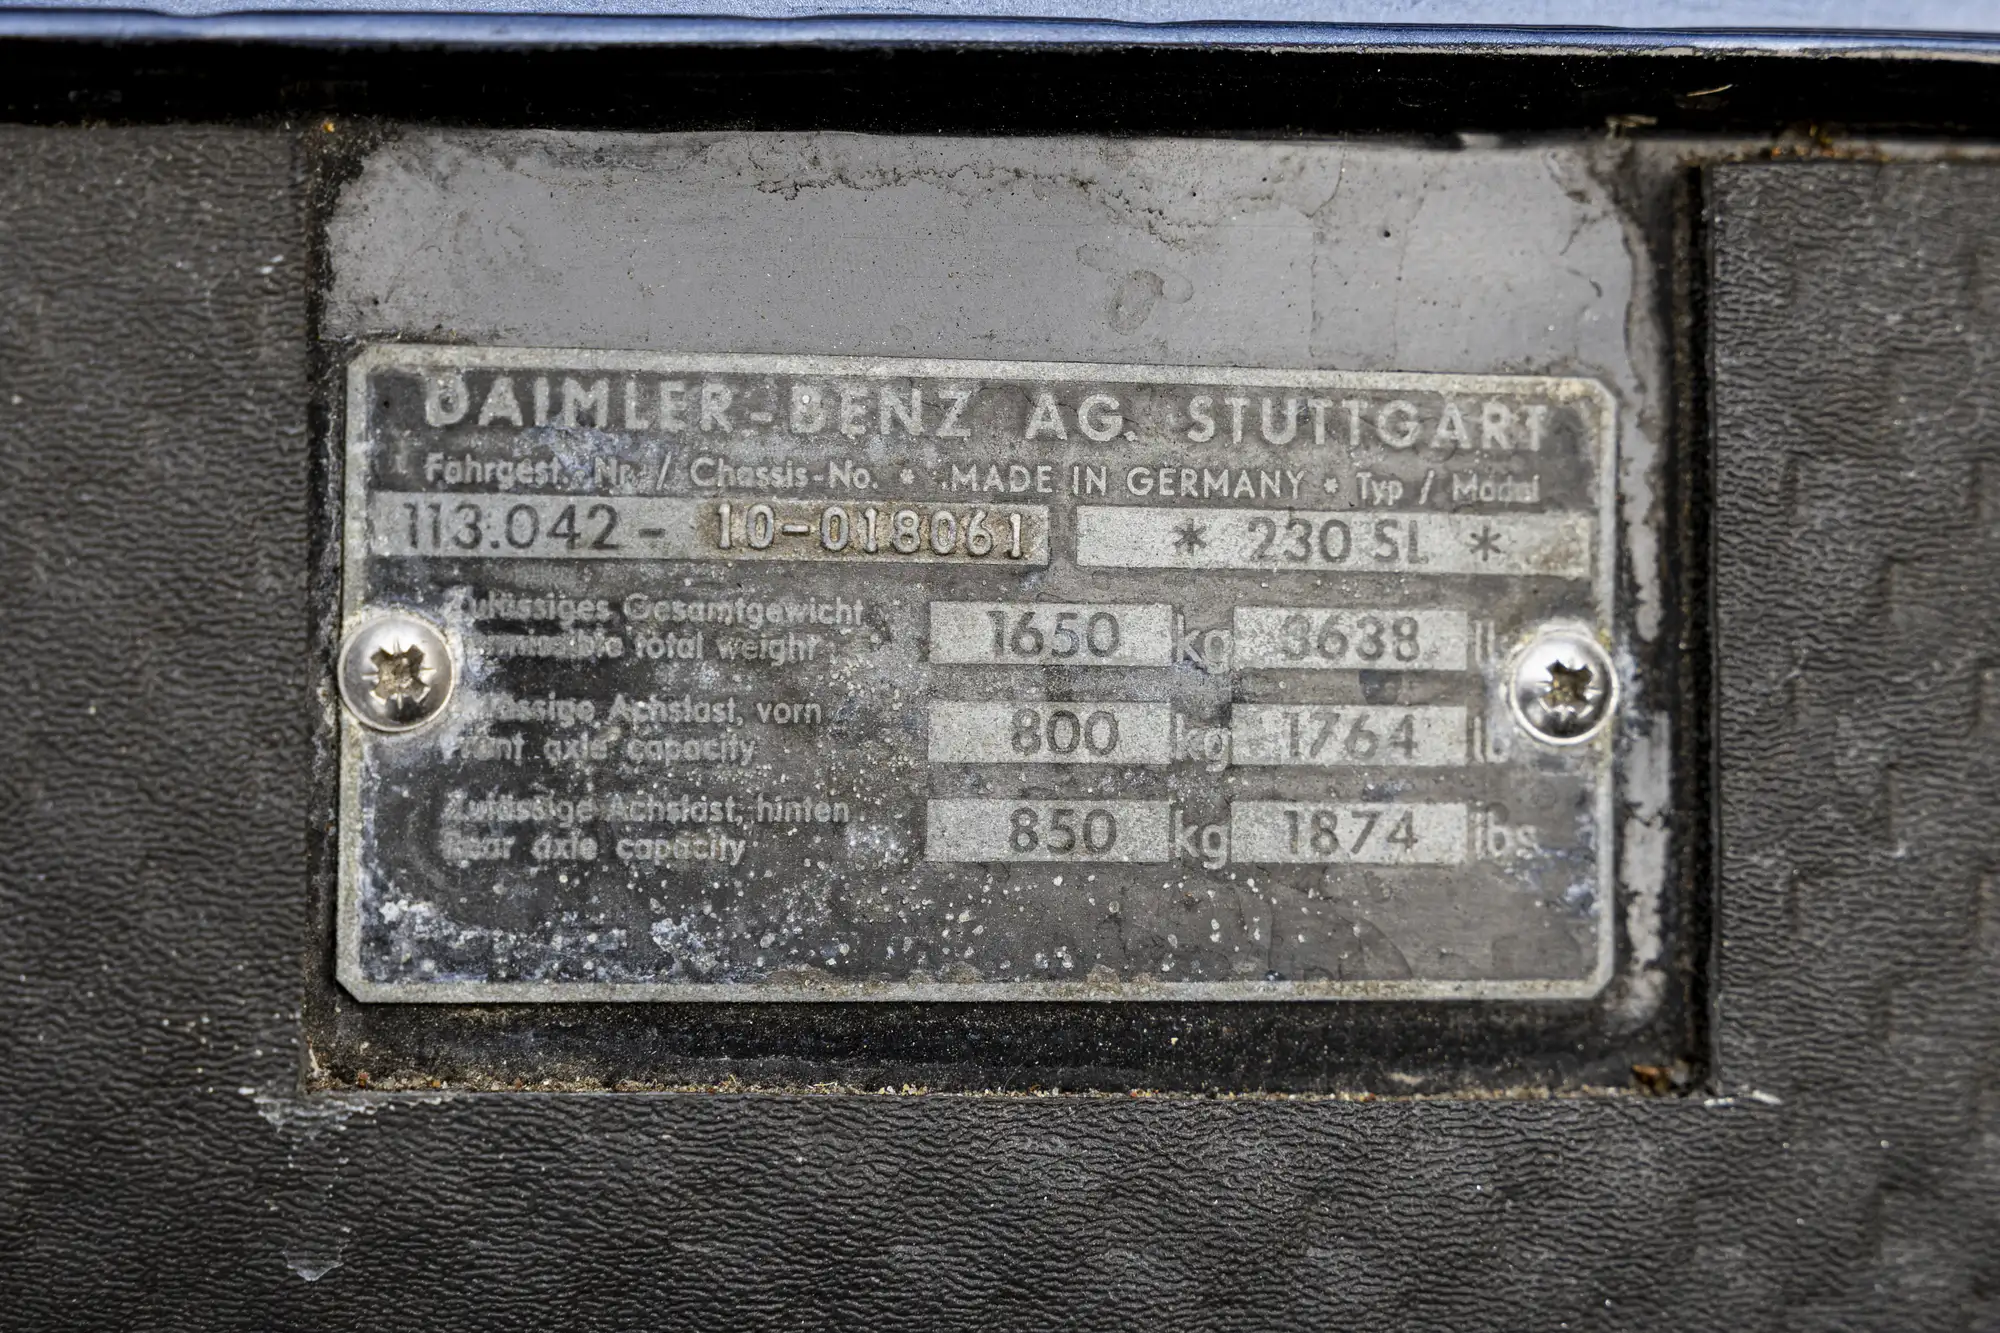 DAIMLER-BENZ AG. STUTTGART
Fahrgest. Nr. / Chassis-No. * MADE IN GERMANY * Typ / Model
113.042 - 10-018061 * 230 SL *
Zulässiges Gesamtgewicht
Permissible total weight 1650 kg 3638
Zulässige Achslast, vorn
Front axle capacity 800 kg 1764 lb
Zulässige Achslast, hinten
Rear axle capacity 850 kg 1874 lbs